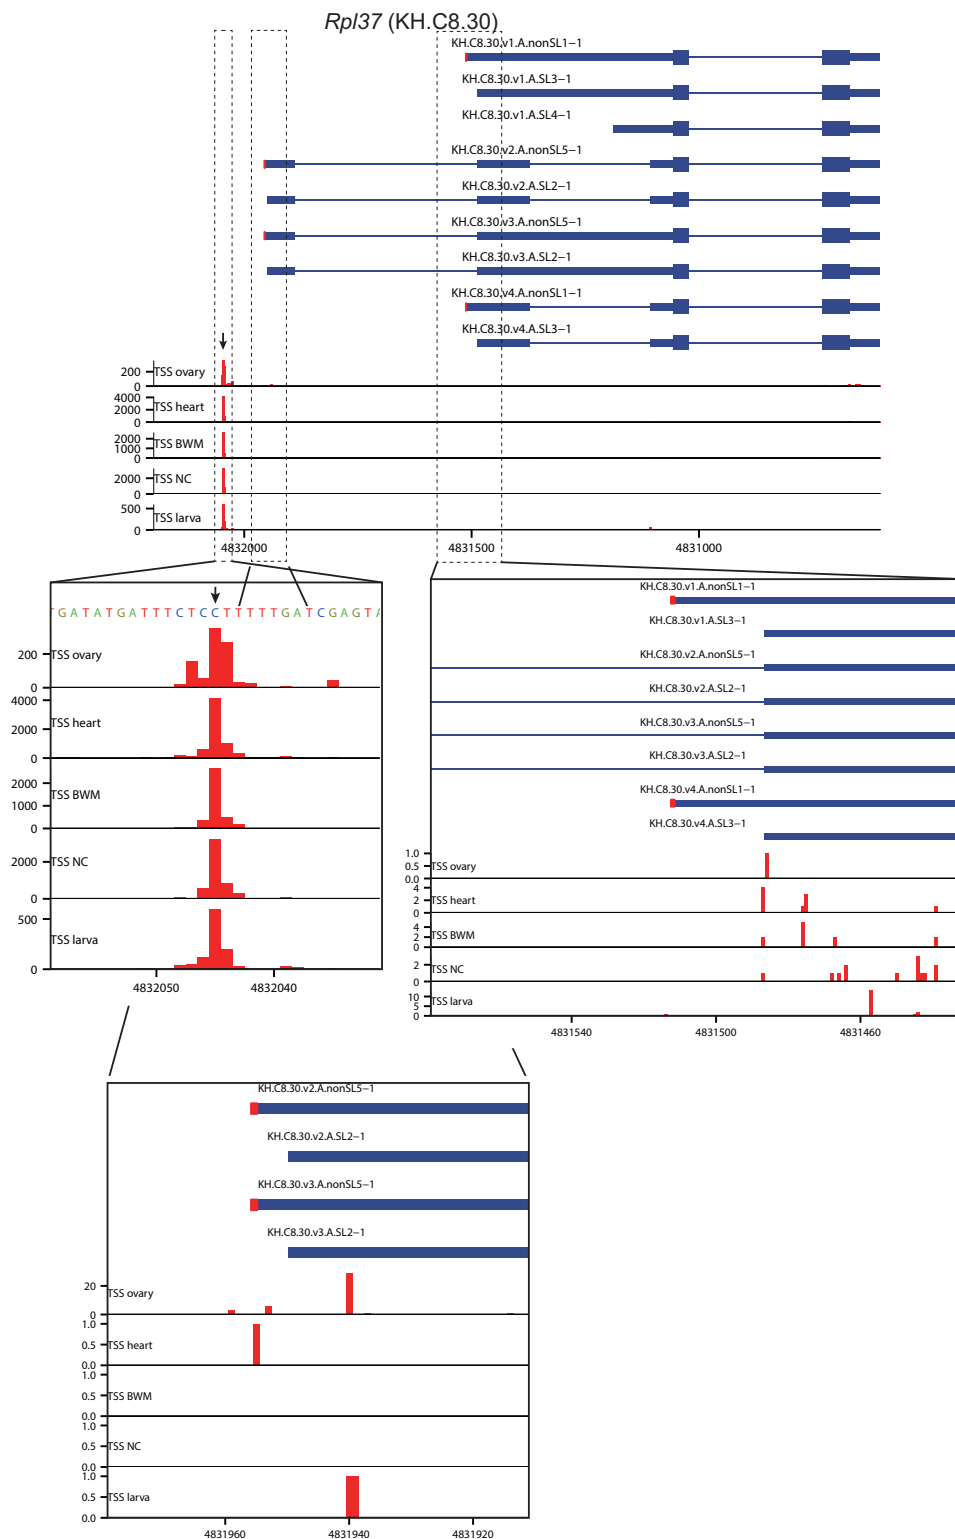 Rpl37 (KH.C8.30)
KH.C8.30.v1.A.nonSL1−1
KH.C8.30.v1.A.SL3−1
KH.C8.30.v1.A.SL4−1
KH.C8.30.v2.A.nonSL5−1
KH.C8.30.v2.A.SL2−1
KH.C8.30.v3.A.nonSL5−1
KH.C8.30.v3.A.SL2−1
KH.C8.30.v4.A.nonSL1−1
KH.C8.30.v4.A.SL3−1
200
0
TSS ovary
4000
2000
0
TSS heart
2000
1000
0
TSS BWM
2000
0
TSS NC
500
0
TSS larva
4832000 4831500 4831000
TGATATGATTTCTCCTTTTTGATCGAGTA
200
0
TSS ovary
4000
2000
0
TSS heart
2000
1000
0
TSS BWM
2000
0
TSS NC
500
0
TSS larva
4832050 4832040
KH.C8.30.v1.A.nonSL1−1
KH.C8.30.v1.A.SL3−1
KH.C8.30.v2.A.nonSL5−1
KH.C8.30.v2.A.SL2−1
KH.C8.30.v3.A.nonSL5−1
KH.C8.30.v3.A.SL2−1
KH.C8.30.v4.A.nonSL1−1
KH.C8.30.v4.A.SL3−1
1.0
0.5
0.0
TSS ovary
4
2
0
TSS heart
4
2
0
TSS BWM
2
0
TSS NC
10
5
0
TSS larva
4831540 4831500 4831460
KH.C8.30.v2.A.nonSL5−1
KH.C8.30.v2.A.SL2−1
KH.C8.30.v3.A.nonSL5−1
KH.C8.30.v3.A.SL2−1
20
0
TSS ovary
1.0
0.5
0.0
TSS heart
1.0
0.5
0.0
TSS BWM
1.0
0.5
0.0
TSS NC
1.0
0.5
0.0
TSS larva
4831960 4831940 4831920